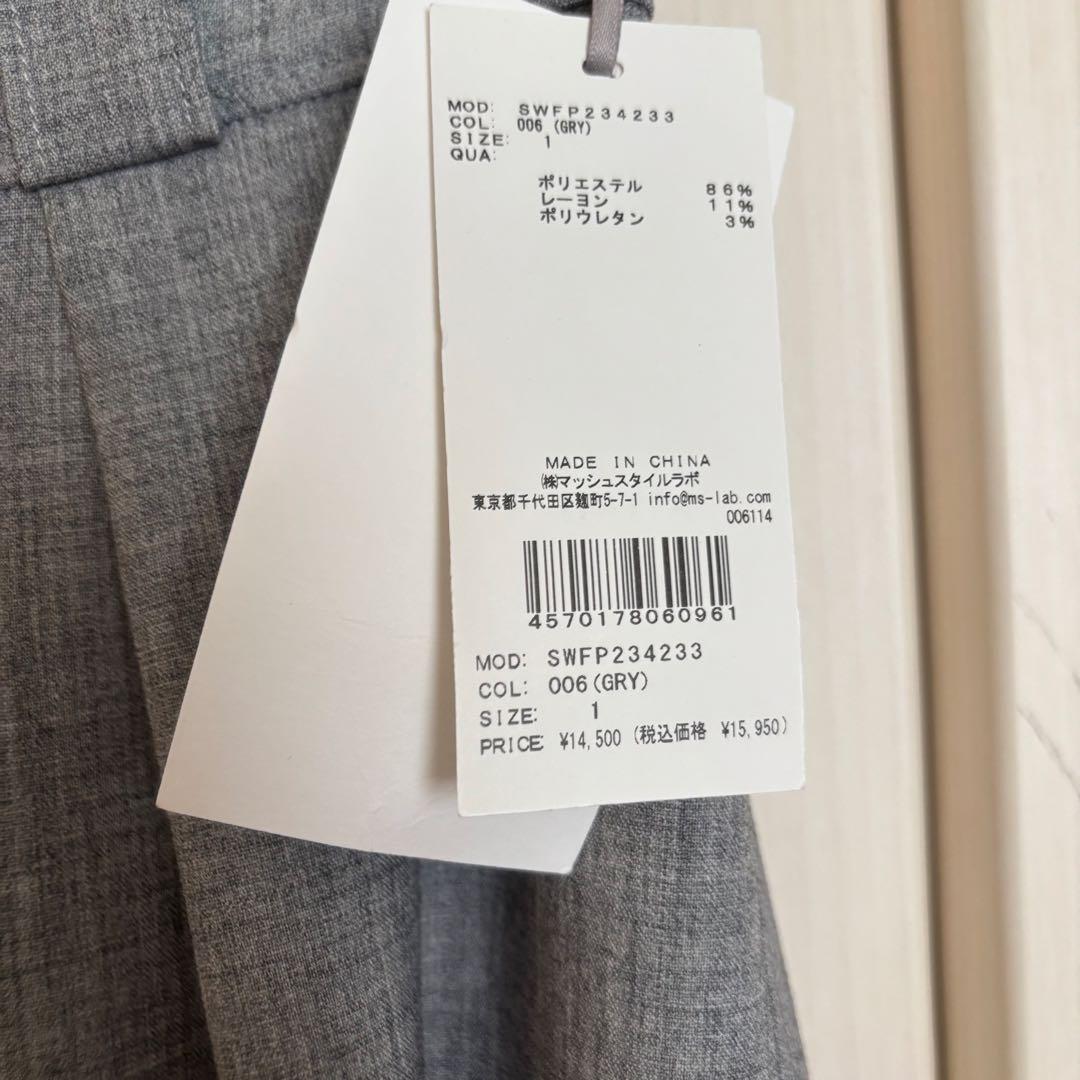 MOD: SWFP234233
COL: 006 (GRY)
SIZE: 1
QUA:
ポリエステル 86%
レーヨン 11%
ポリウレタン 3%
MADE IN CHINA
㈱マッシュスタイルラボ
東京都千代田区麹町5-7-1 info@ms-lab.com
006114
4570178060961
MOD: SWFP234233
COL: 006(GRY)
SIZE: 1
PRICE: ¥14,500 (税込価格 ¥15,950)